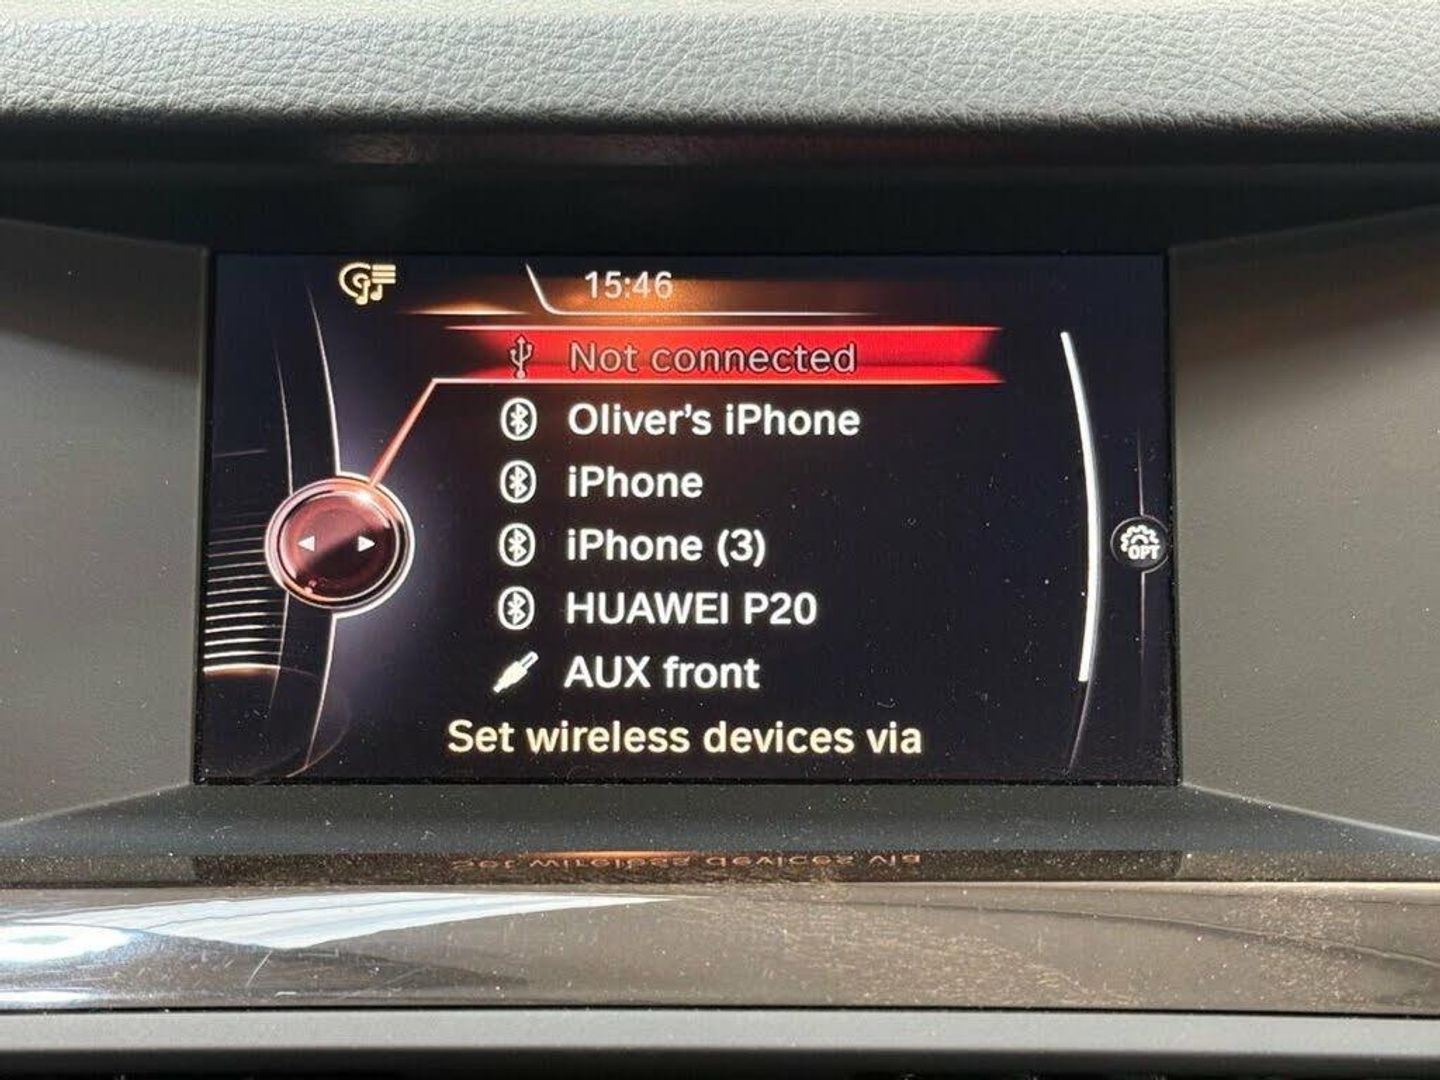 15:46
Not connected
Oliver's iPhone
iPhone
iPhone (3)
OPT
HUAWEI P20
AUX front
Set wireless devices via